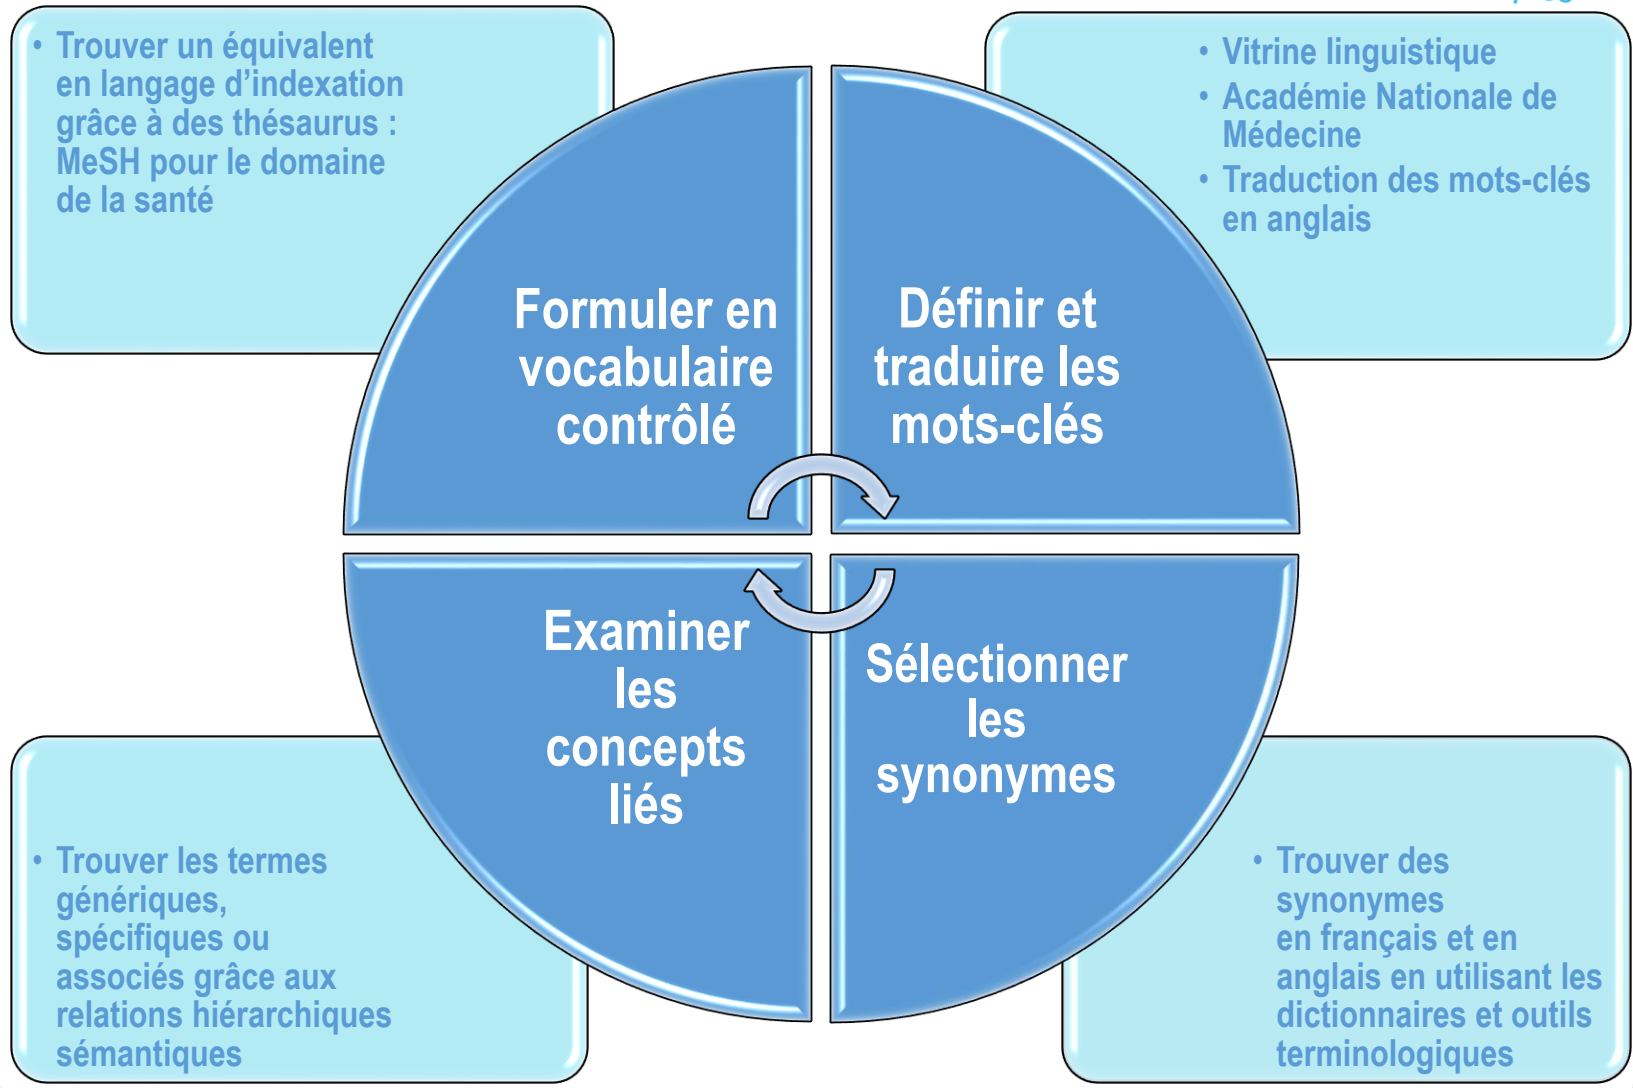 • Trouver un équivalent
en langage d’indexation
grâce à des thésaurus :
MeSH pour le domaine
de la santé
• Vitrine linguistique
• Académie Nationale de
Médecine
• Traduction des mots-clés
en anglais
Formuler en
vocabulaire
contrôlé
Définir et
traduire les
mots-clés
Examiner
les
concepts
liés
Sélectionner
les
synonymes
• Trouver les termes
génériques,
spécifiques ou
associés grâce aux
relations hiérarchiques
sémantiques
• Trouver des
synonymes
en français et en
anglais en utilisant les
dictionnaires et outils
terminologiques